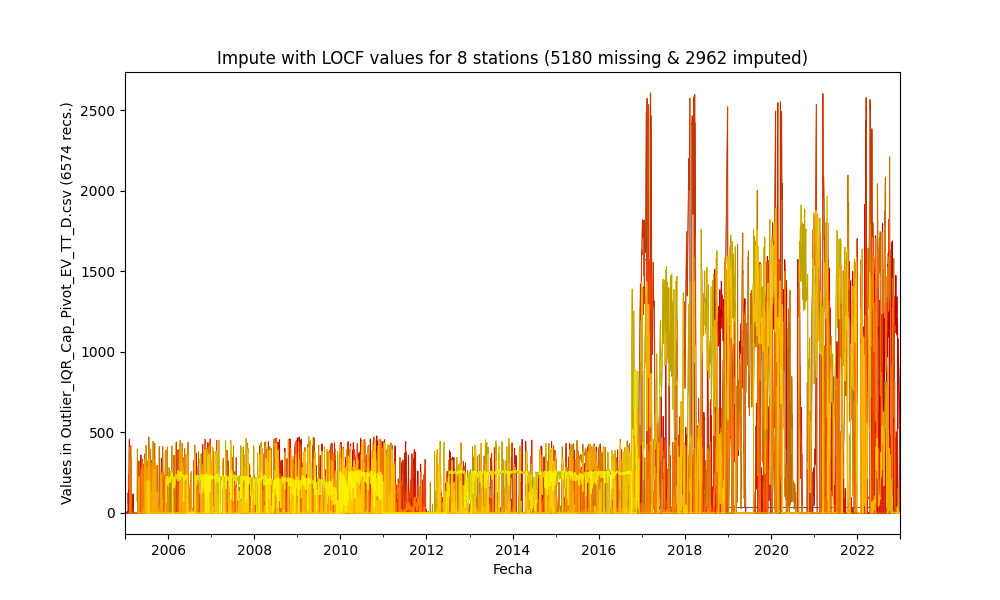 Impute with LOCF values for 8 stations (5180 missing & 2962 imputed)
Values in Outlier_IQR_Cap_Pivot_EV_TT_D.csv (6574 recs.)
2500
2000
1500
1000
500
0
2006 2008 2010 2012 2014 2016 2018 2020 2022
Fecha